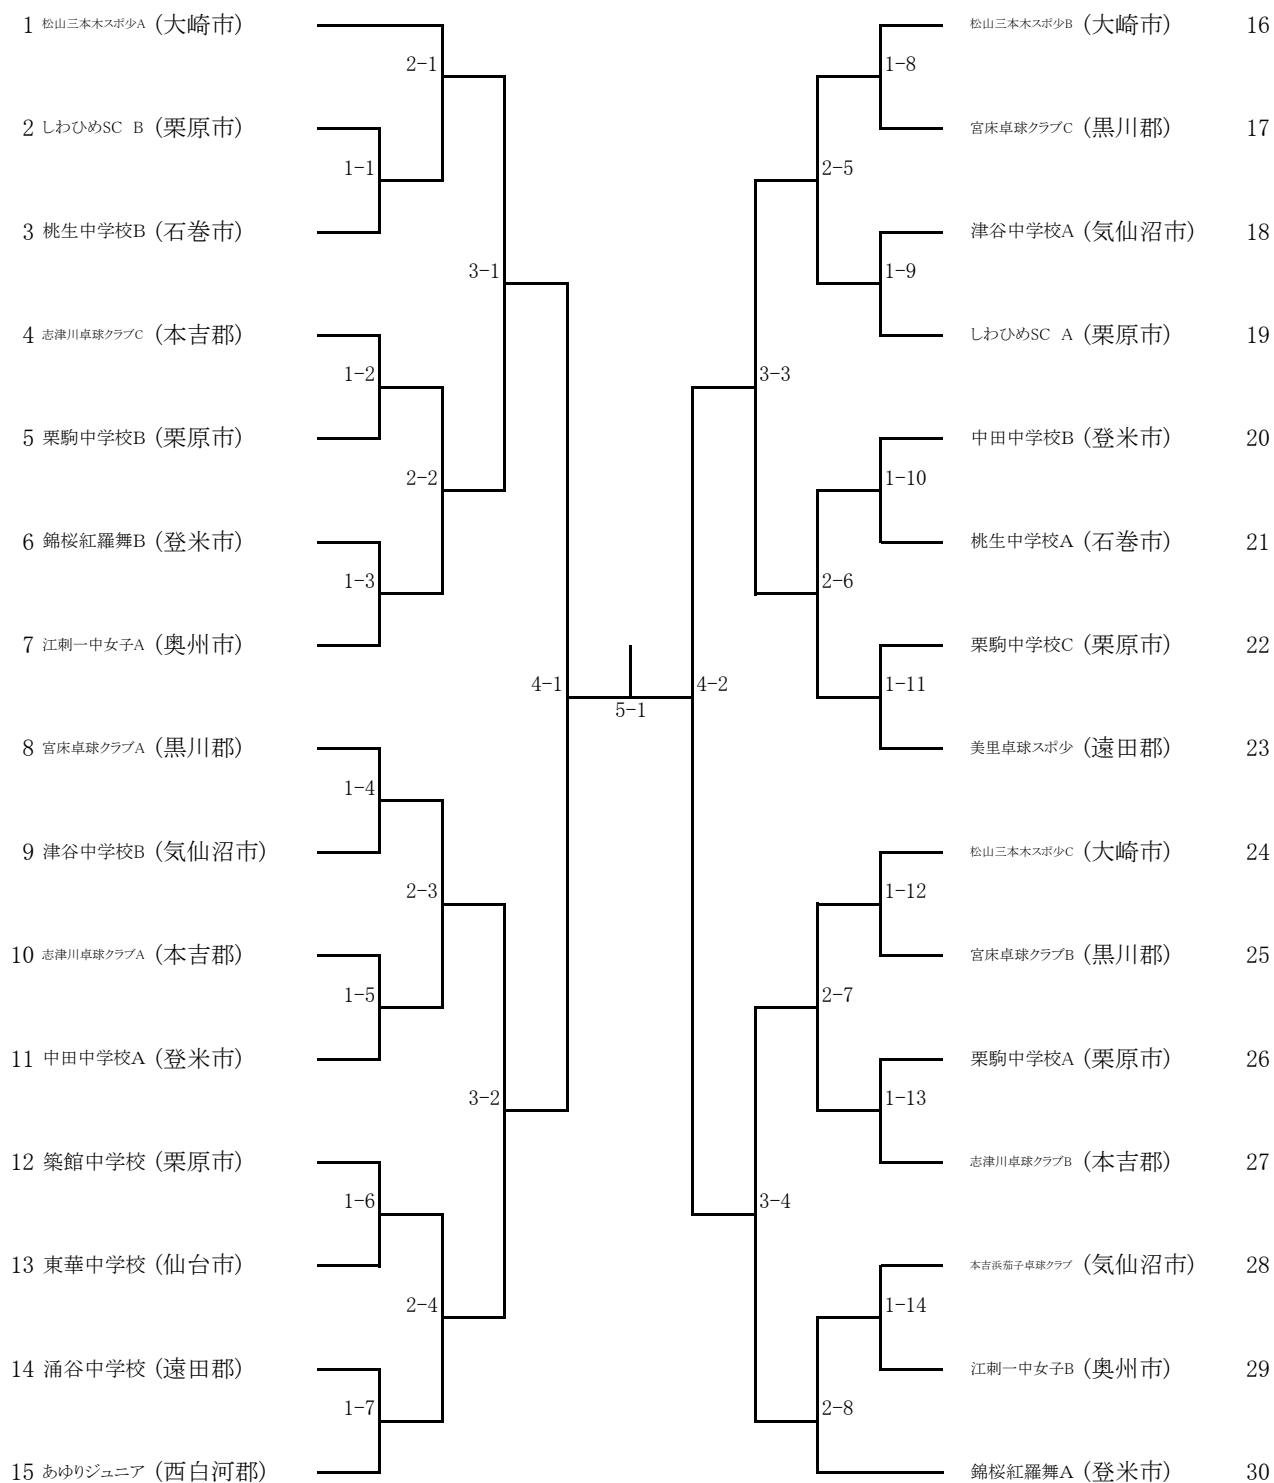 1 松山三本木スポ少A (大崎市)
2-1
2 しわひめSC B (栗原市)
1-1
3 桃生中学校B (石巻市)
3-1
4 志津川卓球クラブC (本吉郡)
1-2
5 栗駒中学校B (栗原市)
2-2
6 錦桜紅羅舞B (登米市)
1-3
7 江刺一中女子A (奥州市)
4-1
8 宮床卓球クラブA (黒川郡)
1-4
9 津谷中学校B (気仙沼市)
2-3
10 志津川卓球クラブA (本吉郡)
1-5
11 中田中学校A (登米市)
3-2
12 築館中学校 (栗原市)
1-6
13 東華中学校 (仙台市)
2-4
14 涌谷中学校 (遠田郡)
1-7
15 あゆりジュニア (西白河郡)
5-1
松山三本木スポ少B (大崎市) 16
1-8
宮床卓球クラブC (黒川郡) 17
2-5
津谷中学校A (気仙沼市) 18
1-9
しわひめSC A (栗原市) 19
3-3
中田中学校B (登米市) 20
1-10
桃生中学校A (石巻市) 21
2-6
栗駒中学校C (栗原市) 22
1-11
4-2
美里卓球スポ少 (遠田郡) 23
松山三本木スポ少C (大崎市) 24
1-12
宮床卓球クラブB (黒川郡) 25
2-7
栗駒中学校A (栗原市) 26
1-13
志津川卓球クラブB (本吉郡) 27
3-4
本吉浜茄子卓球クラブ (気仙沼市) 28
1-14
江刺一中女子B (奥州市) 29
2-8
錦桜紅羅舞A (登米市) 30